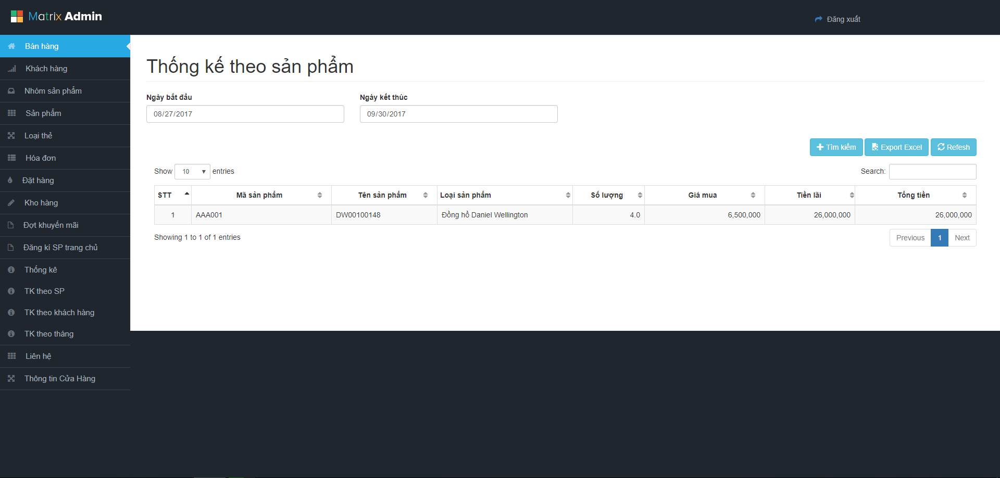 Matrix Admin
Đăng xuất
Bán hàng
Khách hàng
Nhóm sản phẩm
Sản phẩm
Loại thẻ
Hóa đơn
Đặt hàng
Kho hàng
Đợt khuyến mãi
Đăng kí SP trang chủ
Thống kê
TK theo SP
TK theo khách hàng
TK theo tháng
Liên hệ
Thông tin Cửa Hàng
Thống kế theo sản phẩm
Ngày bắt đầu Ngày kết thúc
08/27/2017 09/30/2017
Tìm kiếm Export Excel Refesh
Show 10 entries Search:
STT Mã sản phẩm Tên sản phẩm Loại sản phẩm Số lượng Giá mua Tiền lãi Tổng tiền
1 AAA001 DW00100148 Đồng hồ Daniel Wellington 4.0 6,500,000 26,000,000 26,000,000
Showing 1 to 1 of 1 entries Previous 1 Next